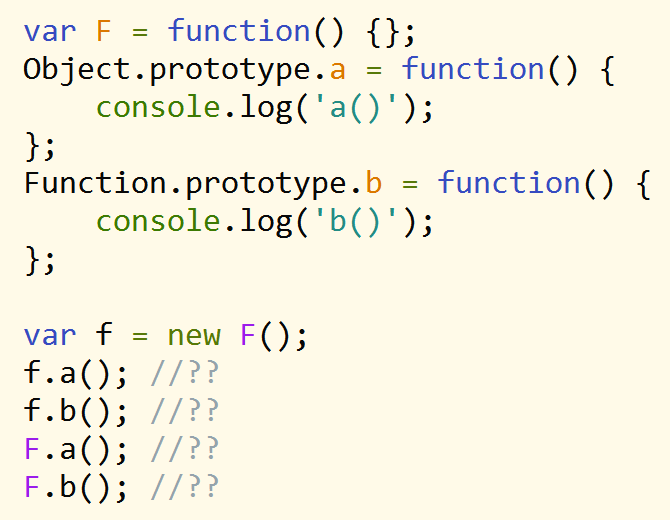 var F = function() {};
Object.prototype.a = function() {
    console.log('a()');
};
Function.prototype.b = function() {
    console.log('b()');
};

var f = new F();
f.a(); //??
f.b(); //??
F.a(); //??
F.b(); //??